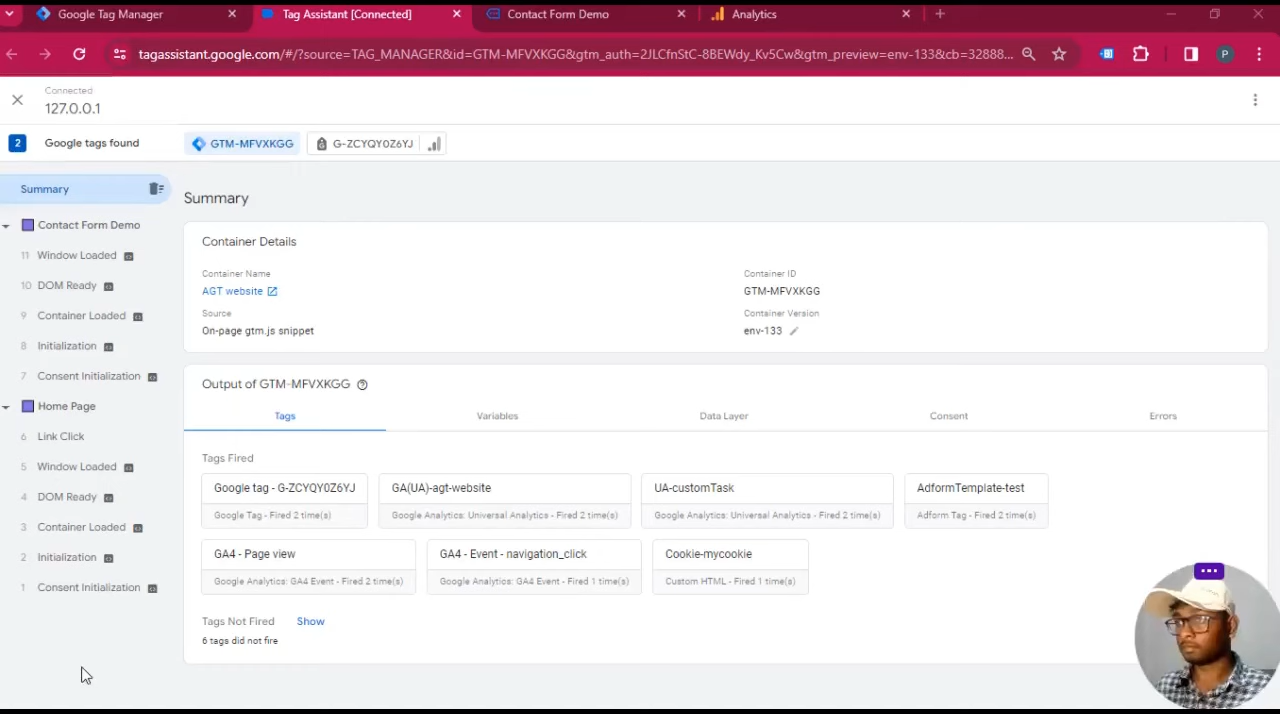 Google Tag Manager
Tag Assistant [Connected]
Contact Form Demo
Analytics
tagassistant.google.com/#/?source=TAG_MANAGER&id=GTM-MFVXKGG&gtm_auth=2JLCfnStC-8BEWdy_Kv5Cw&gtm_preview=env-133&cb=32888...
P
Connected
127.0.0.1
2 Google tags found GTM-MFVXKGG G-ZCYQY0Z6YJ
Summary
Contact Form Demo
11 Window Loaded
10 DOM Ready
9 Container Loaded
8 Initialization
7 Consent Initialization
Home Page
6 Link Click
5 Window Loaded
4 DOM Ready
3 Container Loaded
2 Initialization
1 Consent Initialization
Summary
Container Details
Container Name
AGT website
Container ID
GTM-MFVXKGG
Source
On-page gtm.js snippet
Container Version
env-133
Output of GTM-MFVXKGG
Tags Variables Data Layer Consent Errors
Tags Fired
Google tag - G-ZCYQY0Z6YJ
Google Tag - Fired 2 time(s)
GA(UA)-agt-website
Google Analytics: Universal Analytics - Fired 2 time(s)
UA-customTask
Google Analytics: Universal Analytics - Fired 2 time(s)
AdformTemplate-test
Adform Tag - Fired 2 time(s)
GA4 - Page view
Google Analytics: GA4 Event - Fired 2 time(s)
GA4 - Event - navigation_click
Google Analytics: GA4 Event - Fired 1 time(s)
Cookie-mycookie
Custom HTML - Fired 1 time(s)
Tags Not Fired Show
6 tags did not fire